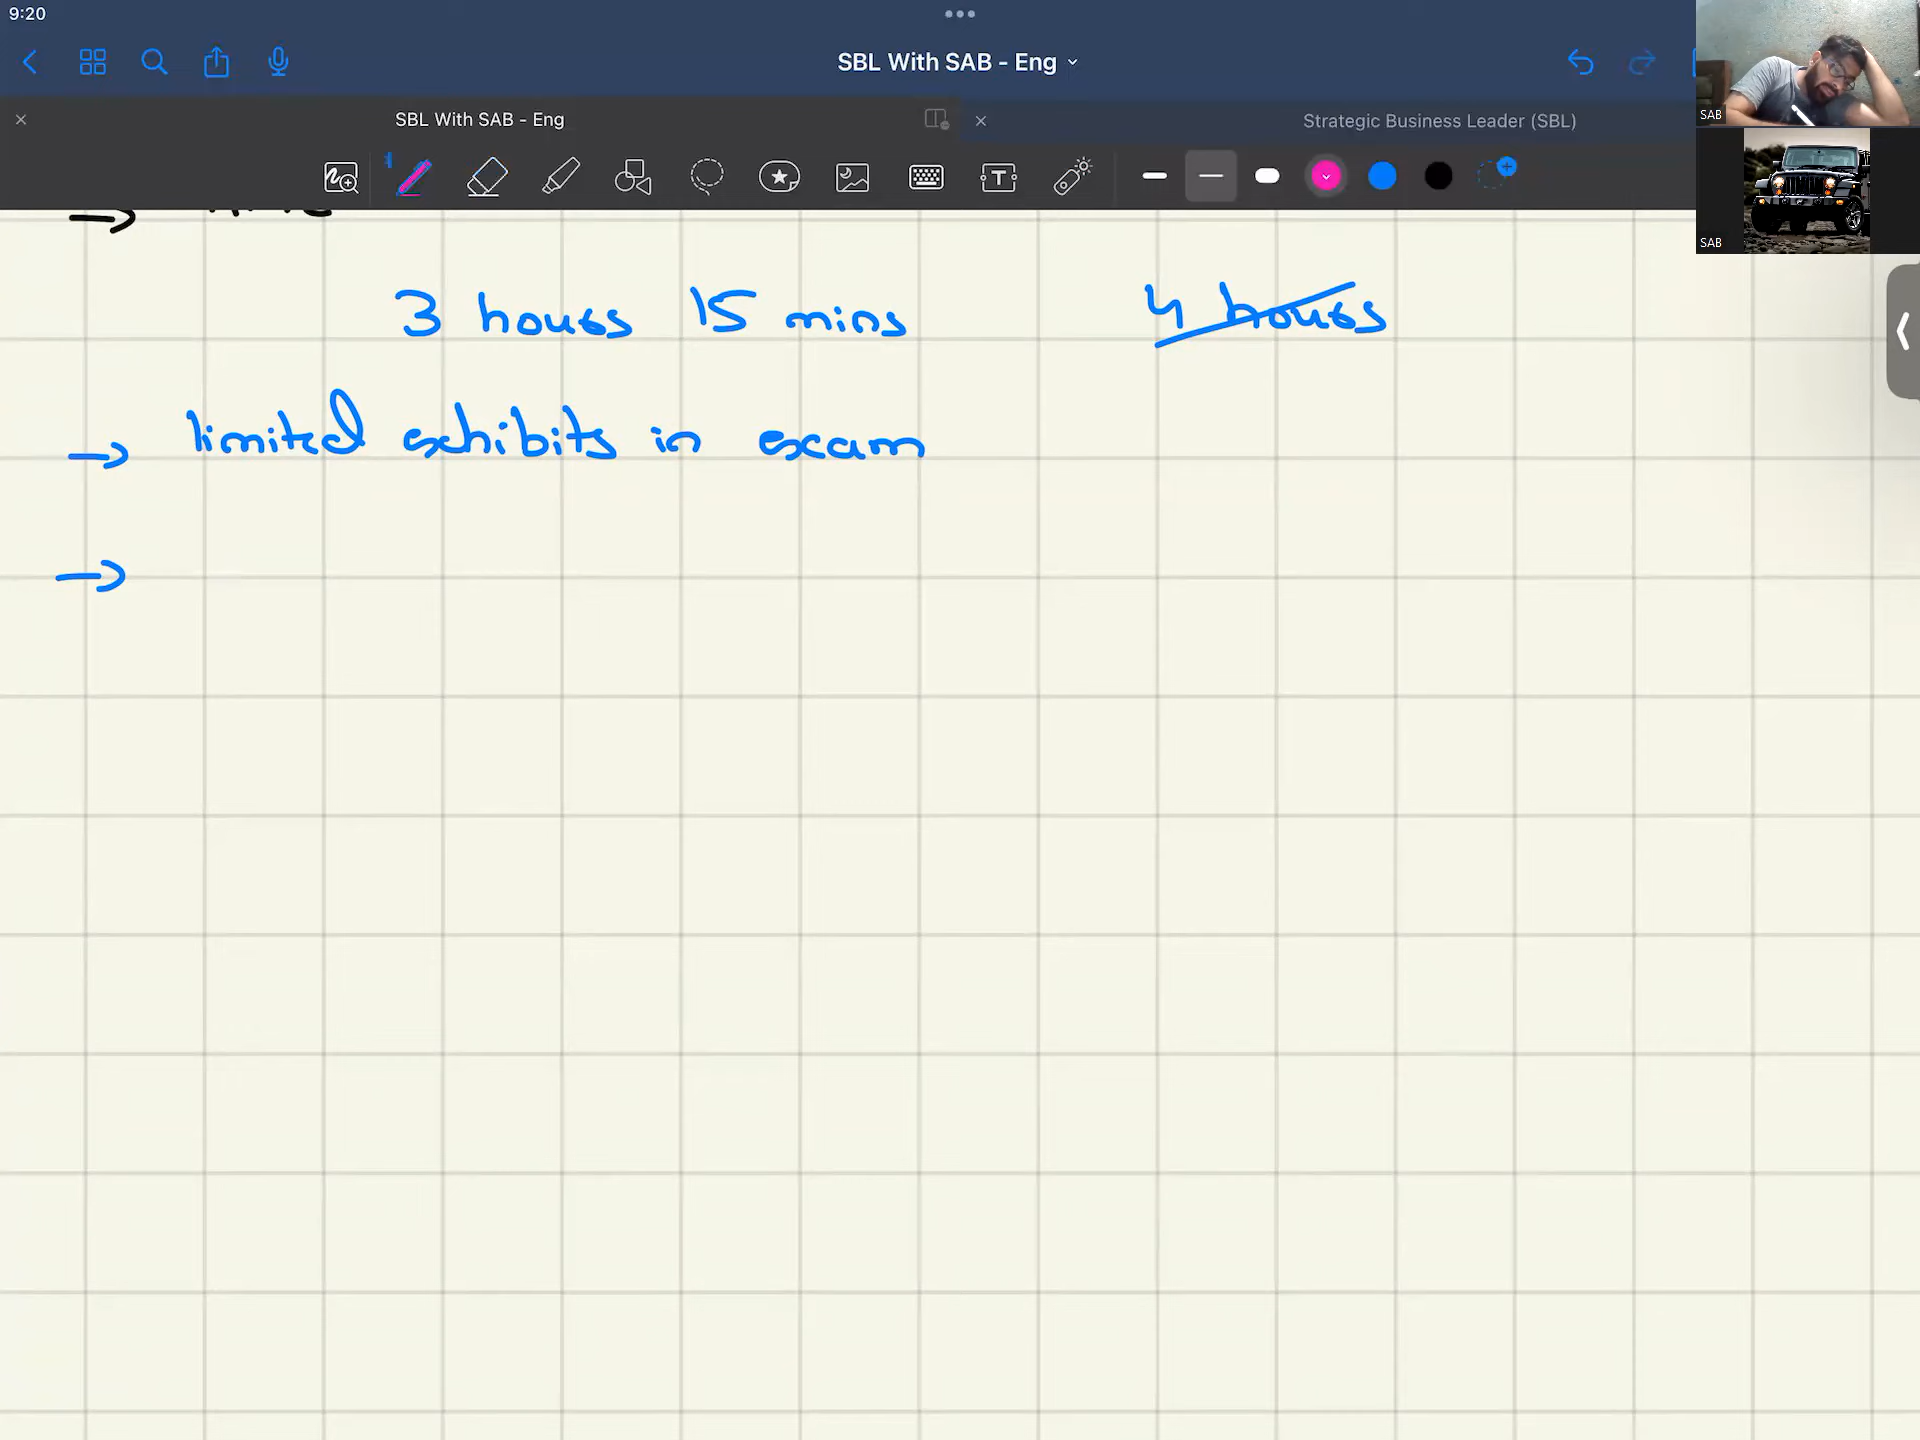 9:20
SBL With SAB - Eng
SBL With SAB - Eng
Strategic Business Leader (SBL)
SAB
SAB
3 hours 15 mins 4 hours
→ limited exhibits in exam
→